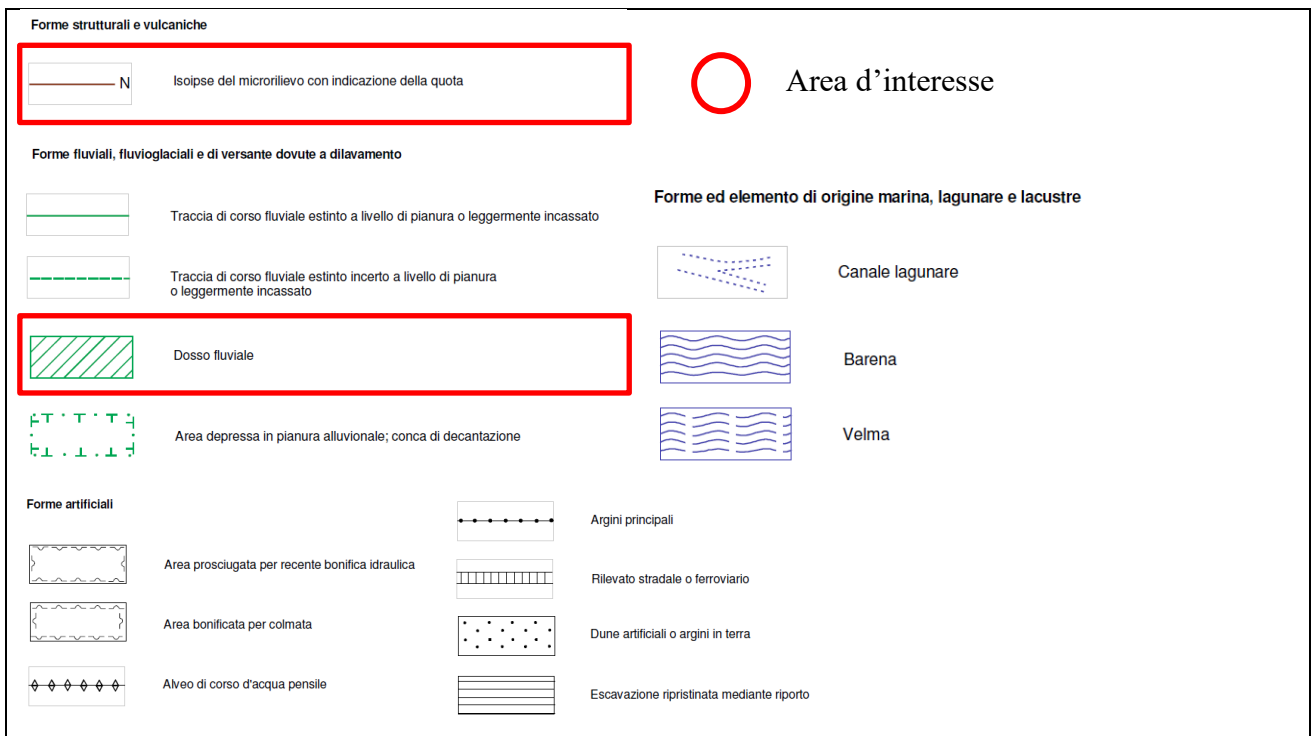 Forme strutturali e vulcaniche
N
Isoipse del microrilievo con indicazione della quota
Area d'interesse
Forme fluviali, fluvioglaciali e di versante dovute a dilavamento
Traccia di corso fluviale estinto a livello di pianura o leggermente incassato
Traccia di corso fluviale estinto incerto a livello di pianura
o leggermente incassato
Dosso fluviale
Area depressa in pianura alluvionale; conca di decantazione
Forme ed elemento di origine marina, lagunare e lacustre
Canale lagunare
Barena
Velma
Forme artificiali
Area prosciugata per recente bonifica idraulica
Area bonificata per colmata
Alveo di corso d'acqua pensile
Argini principali
Rilevato stradale o ferroviario
Dune artificiali o argini in terra
Escavazione ripristinata mediante riporto